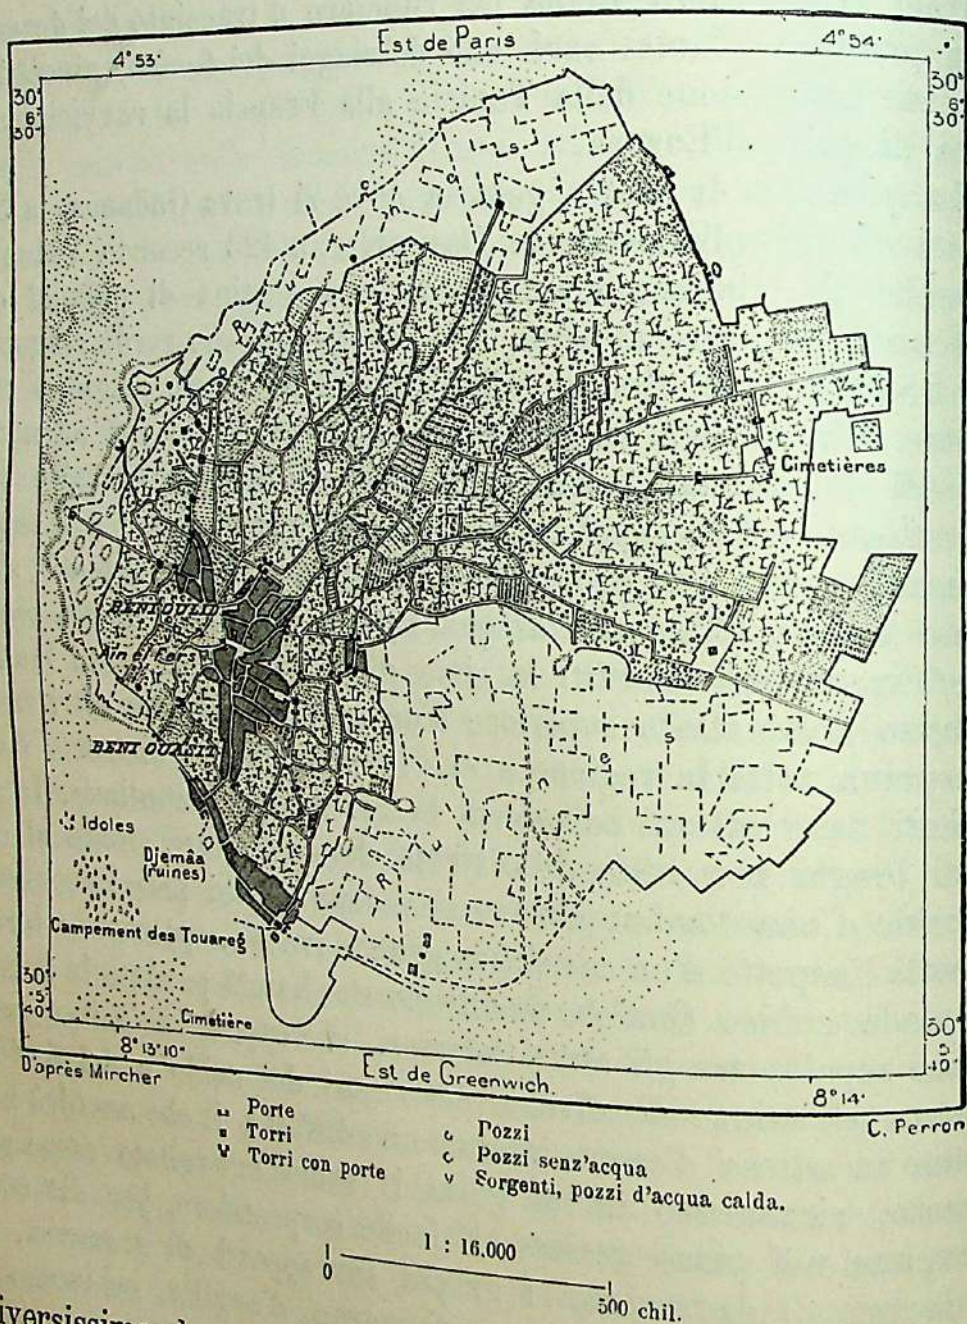 4°53'
Est de Paris
4°54'
30°
6'
30"
30°
6'
30"
R u i n e s
Cimetières
BENI OULID
Aïn el Fers
BENI OUASIT
R u i n e s
Idoles
Djemâa
(ruines)
Campement des Touareg
Cimetière
30°
5'
40"
50°
5'
40"
8°13'10"
Est de Greenwich.
8°14'
D'après Mircher
C. Perron
Porte
Torri
Torri con porte
Pozzi
Pozzi senz'acqua
Sorgenti, pozzi d'acqua calda.
1 : 16.000
0
500 chil.